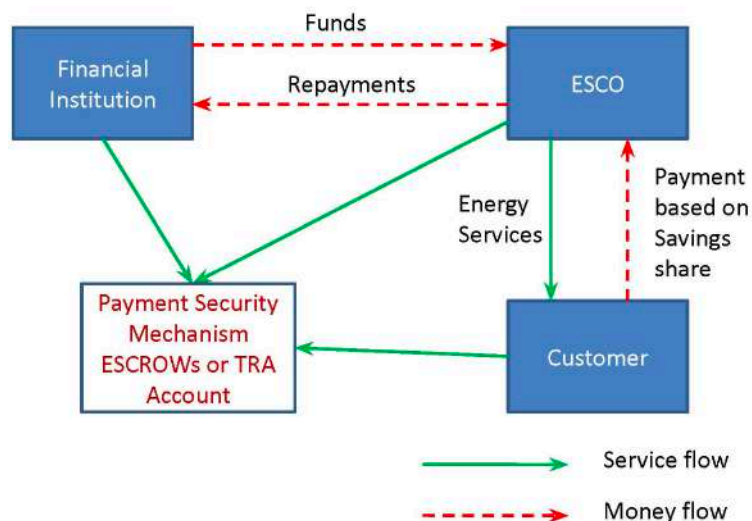 Funds
Financial
Institution
Repayments
ESCO
Energy
Services
Payment
based on
Savings
share
Payment Security
Mechanism
ESCROWs or TRA
Account
Customer
Service flow
Money flow